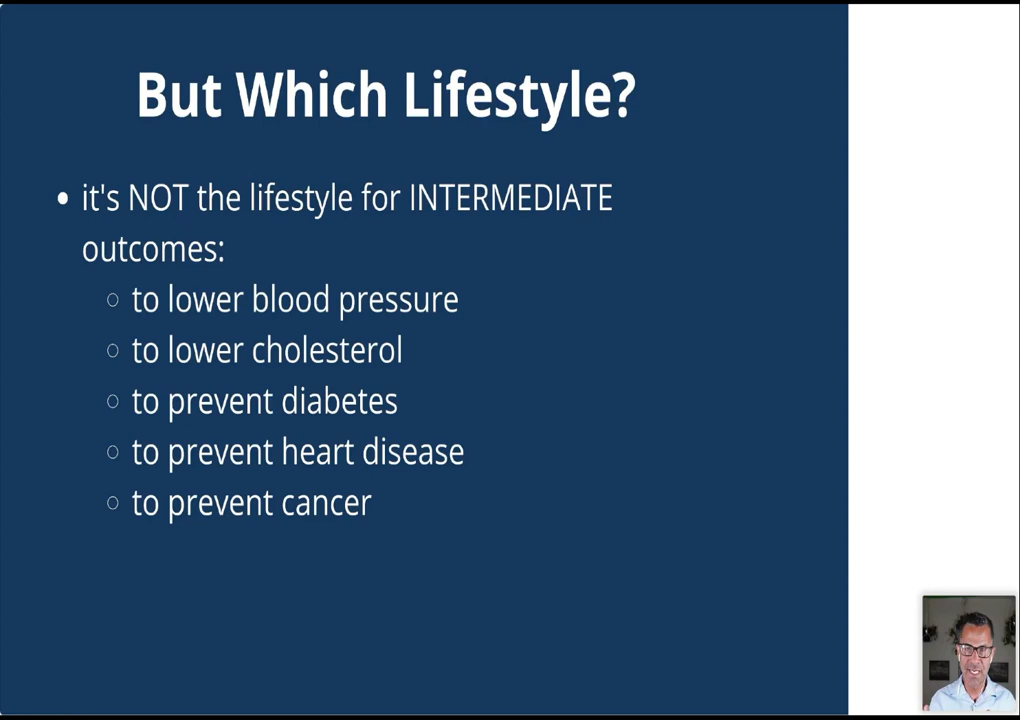 But Which Lifestyle?
• it's NOT the lifestyle for INTERMEDIATE
outcomes:
○ to lower blood pressure
○ to lower cholesterol
○ to prevent diabetes
○ to prevent heart disease
○ to prevent cancer